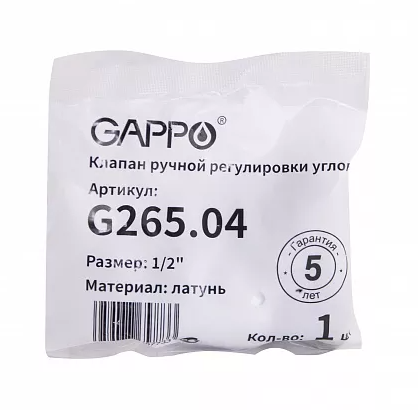 GAPPO®
Клапан ручной регулировки углов
Артикул:
G265.04
Размер: 1/2"
Материал: латунь
Гарантия
5
лет
Кол-во: 1 ш